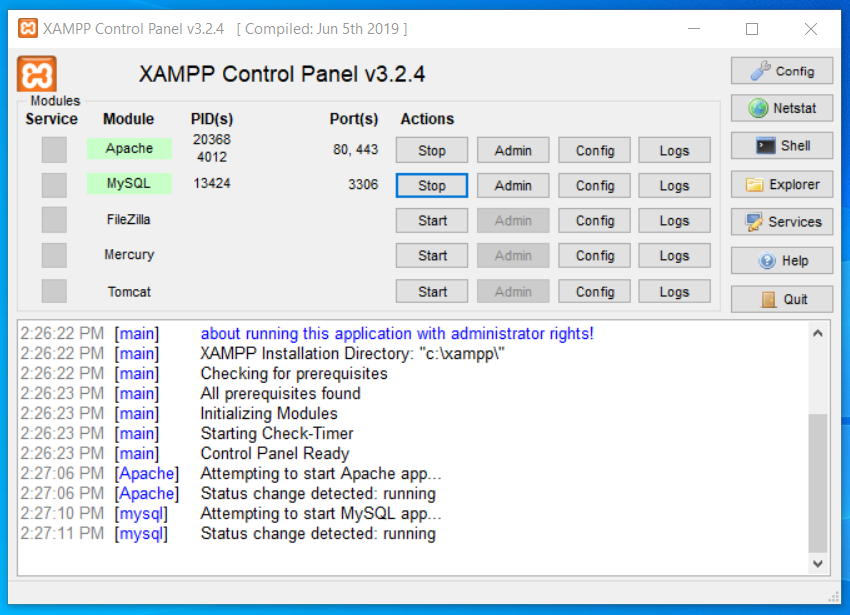 XAMPP Control Panel v3.2.4 [ Compiled: Jun 5th 2019 ]
XAMPP Control Panel v3.2.4
Modules
Service Module PID(s) Port(s) Actions
Apache 20368 4012 80, 443 Stop Admin Config Logs
MySQL 13424 3306 Stop Admin Config Logs
FileZilla Start Admin Config Logs
Mercury Start Admin Config Logs
Tomcat Start Admin Config Logs
Config
Netstat
Shell
Explorer
Services
Help
Quit
2:26:22 PM [main] about running this application with administrator rights!
2:26:22 PM [main] XAMPP Installation Directory: "c:\xampp\"
2:26:22 PM [main] Checking for prerequisites
2:26:23 PM [main] All prerequisites found
2:26:23 PM [main] Initializing Modules
2:26:23 PM [main] Starting Check-Timer
2:26:23 PM [main] Control Panel Ready
2:27:06 PM [Apache] Attempting to start Apache app...
2:27:06 PM [Apache] Status change detected: running
2:27:10 PM [mysql] Attempting to start MySQL app...
2:27:11 PM [mysql] Status change detected: running